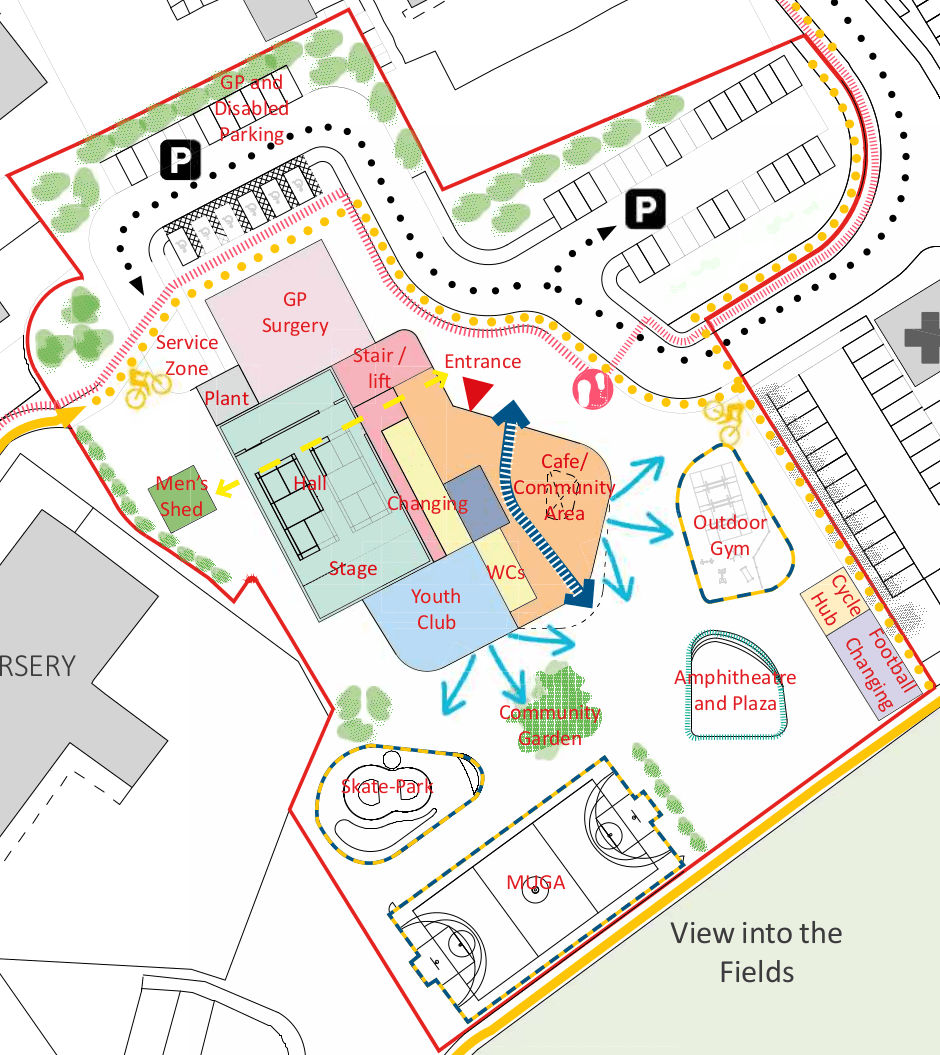 GP and
Disabled
Parking
P
P
GP
Surgery
Service
Zone
Stair /
lift
Entrance
Plant
Men's
Shed
Hall
Changing
Cafe/
Community
Area
Outdoor
Gym
Stage
WCs
Youth
Club
Cycle
Hub
Football
Changing
RSERY
Amphitheatre
and Plaza
Community
Garden
Skate-Park
MUGA
View into the
Fields